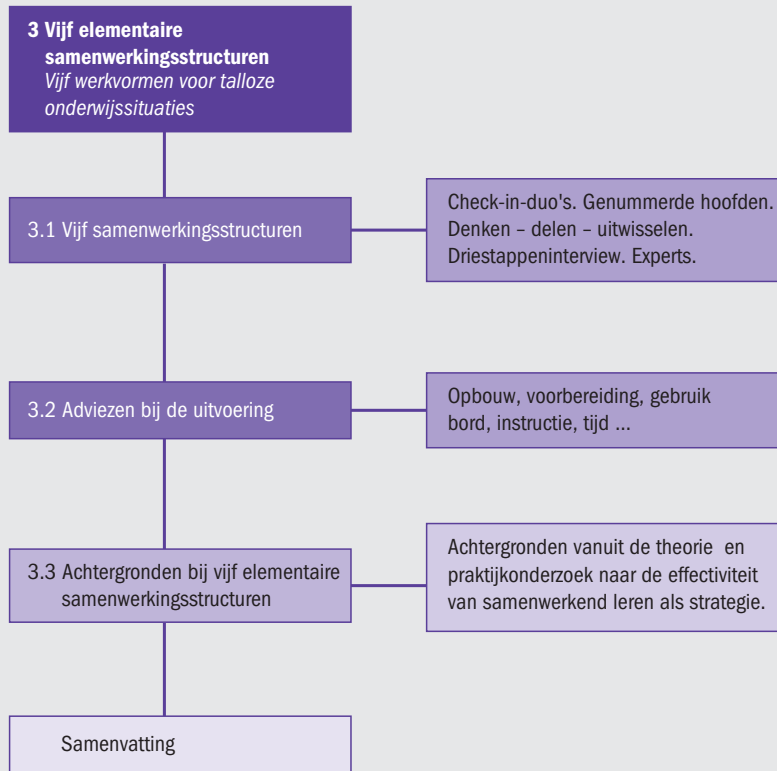 3 Vijf elementaire
samenwerkingsstructuren
Vijf werkvormen voor talloze
onderwijssituaties
3.1 Vijf samenwerkingsstructuren
Check-in-duo's. Genummerde hoofden.
Denken – delen – uitwisselen.
Driestappeninterview. Experts.
3.2 Adviezen bij de uitvoering
Opbouw, voorbereiding, gebruik
bord, instructie, tijd ...
3.3 Achtergronden bij vijf elementaire
samenwerkingsstructuren
Achtergronden vanuit de theorie en
praktijkonderzoek naar de effectiviteit
van samenwerkend leren als strategie.
Samenvatting